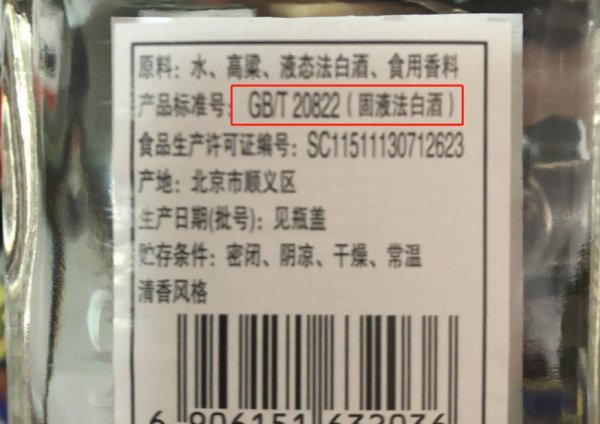 原料：水、高粱、液态法白酒、食用香料
产品标准号：GB/T 20822（固液法白酒）
食品生产许可证编号：SC11511130712623
产地：北京市顺义区
生产日期(批号)：见瓶盖
贮存条件：密闭、阴凉、干燥、常温
清香风格
6 906151 632036